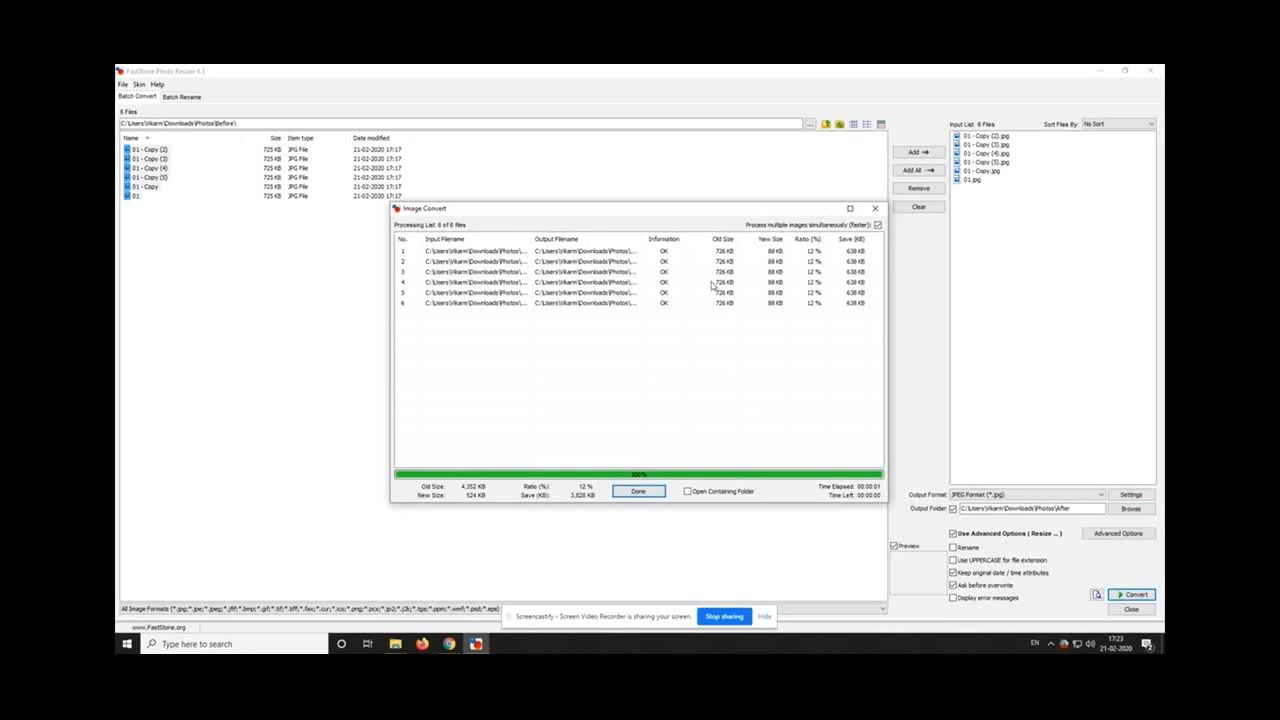 FastStone Photo Resizer 4.3
File Skin Help
Batch Convert Batch Rename
6 Files
C:\Users\Vikarm\Downloads\Photos\Before\
...
Name Size Item type Date modified
01 - Copy (2) 725 KB JPG File 21-02-2020 17:17
01 - Copy (3) 725 KB JPG File 21-02-2020 17:17
01 - Copy (4) 725 KB JPG File 21-02-2020 17:17
01 - Copy (5) 725 KB JPG File 21-02-2020 17:17
01 - Copy 725 KB JPG File 21-02-2020 17:17
01 725 KB JPG File 21-02-2020 17:17
Add
Add All
Remove
Clear
Input List: 6 Files Sort Files By: No Sort
01 - Copy (2).jpg
01 - Copy (3).jpg
01 - Copy (4).jpg
01 - Copy (5).jpg
01 - Copy.jpg
01.jpg
Image Convert
Processing List: 6 of 6 files Process multiple images simultaneously (faster):
No. Input Filename Output Filename Information Old Size New Size Ratio (%) Save (KB)
1 C:\Users\Vikarm\Downloads\Photos\... C:\Users\Vikarm\Downloads\Photos\... OK 726 KB 88 KB 12 % 638 KB
2 C:\Users\Vikarm\Downloads\Photos\... C:\Users\Vikarm\Downloads\Photos\... OK 726 KB 88 KB 12 % 638 KB
3 C:\Users\Vikarm\Downloads\Photos\... C:\Users\Vikarm\Downloads\Photos\... OK 726 KB 88 KB 12 % 638 KB
4 C:\Users\Vikarm\Downloads\Photos\... C:\Users\Vikarm\Downloads\Photos\... OK 726 KB 88 KB 12 % 638 KB
5 C:\Users\Vikarm\Downloads\Photos\... C:\Users\Vikarm\Downloads\Photos\... OK 726 KB 88 KB 12 % 638 KB
6 C:\Users\Vikarm\Downloads\Photos\... C:\Users\Vikarm\Downloads\Photos\... OK 726 KB 88 KB 12 % 638 KB
100%
Old Size: 4,352 KB Ratio (%): 12 % Done Open Containing Folder Time Elapsed: 00:00:01
New Size: 524 KB Save (KB): 3,828 KB Time Left: 00:00:00
Output Format: JPEG Format (*.jpg) Settings
Output Folder: C:\Users\Vikarm\Downloads\Photos\After Browse
Use Advanced Options ( Resize ... ) Advanced Options
Preview
Rename
Use UPPERCASE for file extension
Keep original date / time attributes
Ask before overwrite
Display error messages
Convert
Close
All Image Formats (*.jpg;*.jpe;*.jpeg;*.jfif;*.bmp;*.gif;*.tif;*.tiff;*.fax;*.cur;*.ico;*.png;*.pcx;*.jp2;*.j2k;*.tga;*.ppm;*.wmf;*.psd;*.eps)
Screencastify - Screen Video Recorder is sharing your screen. Stop sharing Hide
www.FastStone.org
Type here to search
EN
17:23
21-02-2020
2